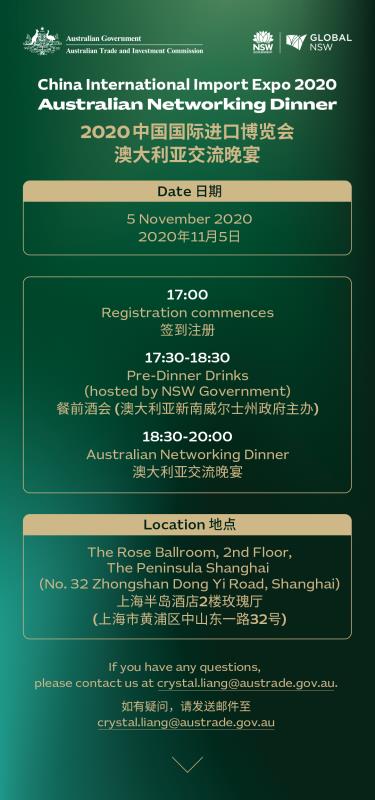 Australian Government
Australian Trade and Investment Commission
NSW
GOVERNMENT
GLOBAL
NSW
China International Import Expo 2020
Australian Networking Dinner
2020中国国际进口博览会
澳大利亚交流晚宴
Date 日期
5 November 2020
2020年11月5日
17:00
Registration commences
签到注册
17:30-18:30
Pre-Dinner Drinks
(hosted by NSW Government)
餐前酒会 (澳大利亚新南威尔士州政府主办)
18:30-20:00
Australian Networking Dinner
澳大利亚交流晚宴
Location 地点
The Rose Ballroom, 2nd Floor,
The Peninsula Shanghai
(No. 32 Zhongshan Dong Yi Road, Shanghai)
上海半岛酒店2楼玫瑰厅
(上海市黄浦区中山东一路32号)
If you have any questions,
please contact us at crystal.liang@austrade.gov.au.
如有疑问，请发送邮件至
crystal.liang@austrade.gov.au